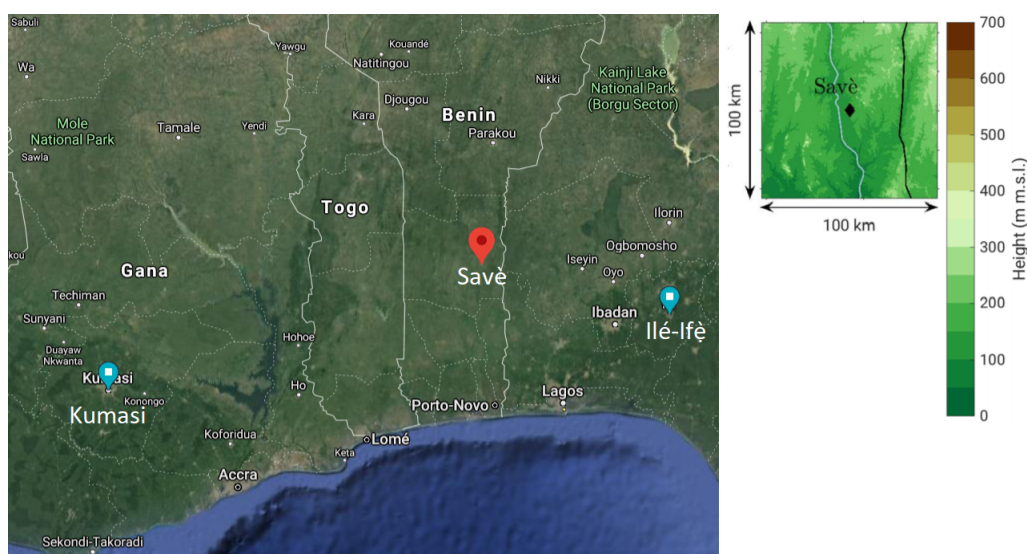 Sabuli
Wa
Yawgu
Kouandé
Natitingou
Nikki
Kainji Lake
National Park
(Borgu Sector)
Djougou
Benin
Kara
Mole
National Park
Tamale
Yendi
Parakou
Sawla
Togo
Ilorin
kou
Gana
Savè
Ogbomosho
Iseyin
Oyo
Techiman
Sunyani
Ibadan
Ilé-Ifè
Hohoe
Duayaw
Nkwanta
Kumasi
Konongo
Kumasi
Ho
Porto-Novo
Lagos
Koforidua
Lomé
Keta
Accra
Sekondi-Takoradi
100 km
Savè
100 km
700
600
500
400
300
200
100
0
Height (m m.s.l.)